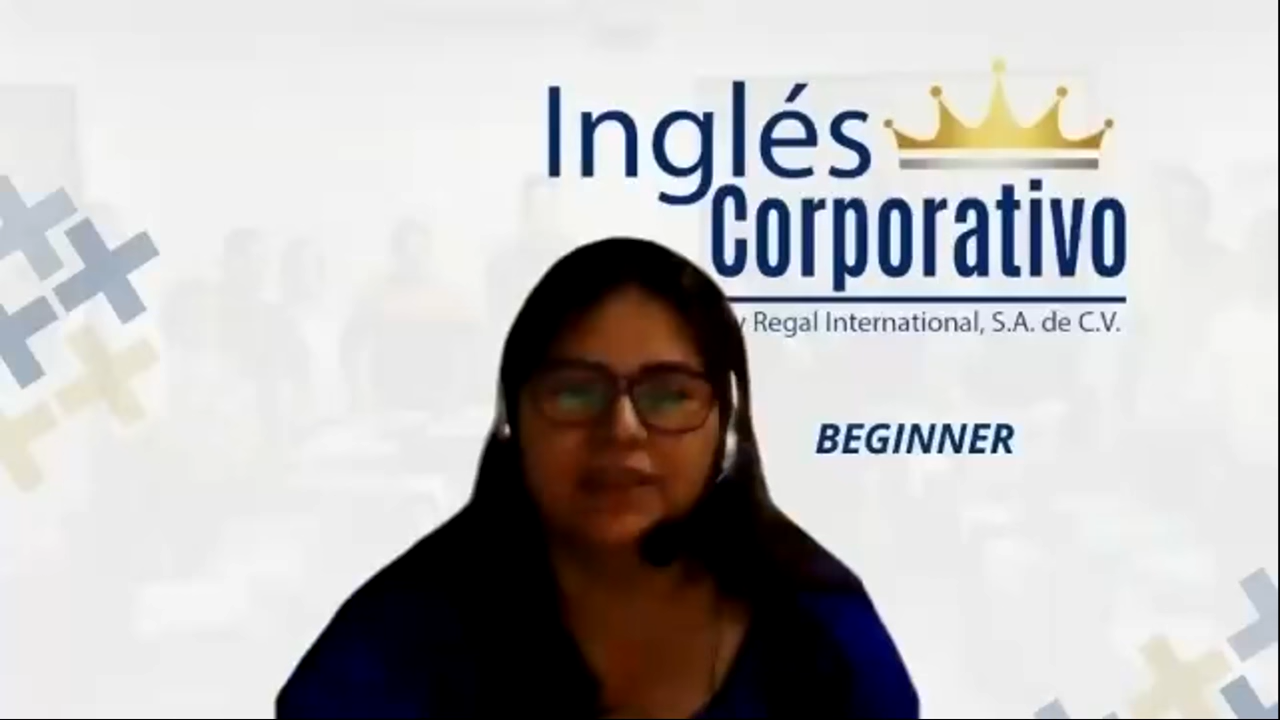 Inglés
Corporativo
y Regal International, S.A. de C.V.
BEGINNER